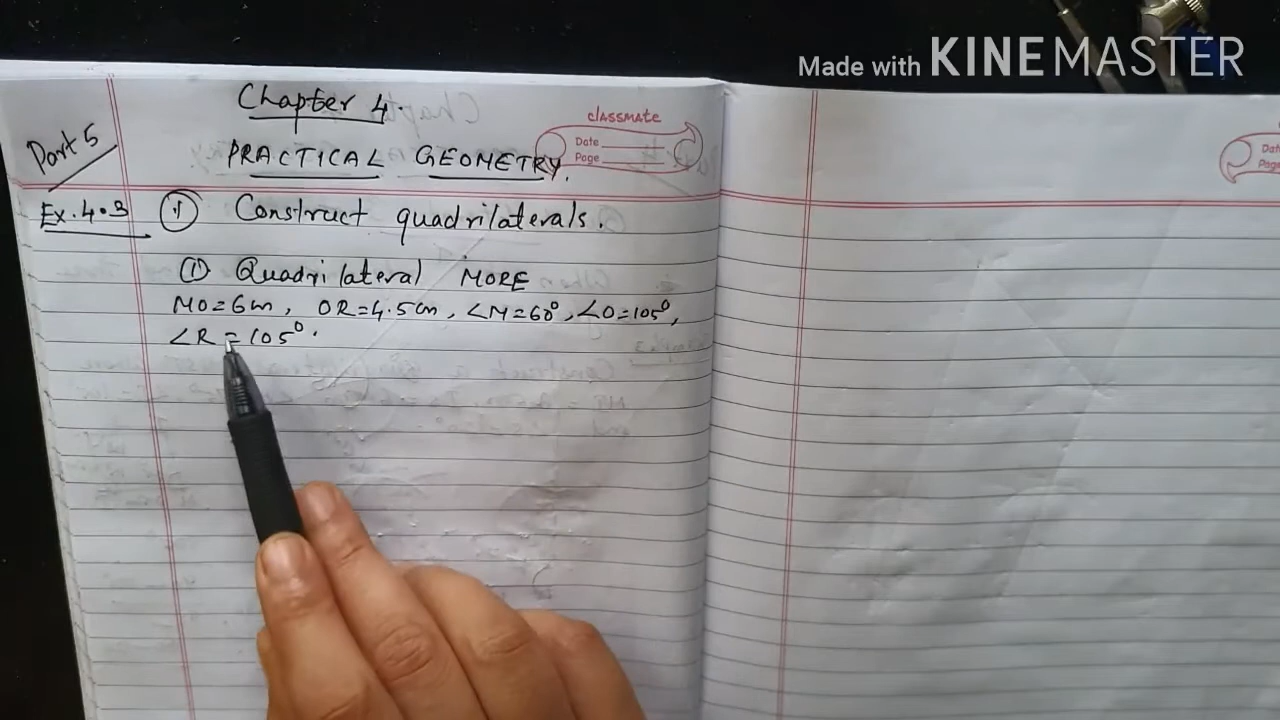 Made with KINEMASTER
Chapter 4.
classmate
Part 5
Date
Page
PRACTICAL GEOMETRY.
Ex. 4.3 ① Construct quadrilaterals.
① Quadrilateral MORE
MO = 6cm, OR = 4.5cm, ∠M = 60°, ∠O = 105°,
∠R = 105°.